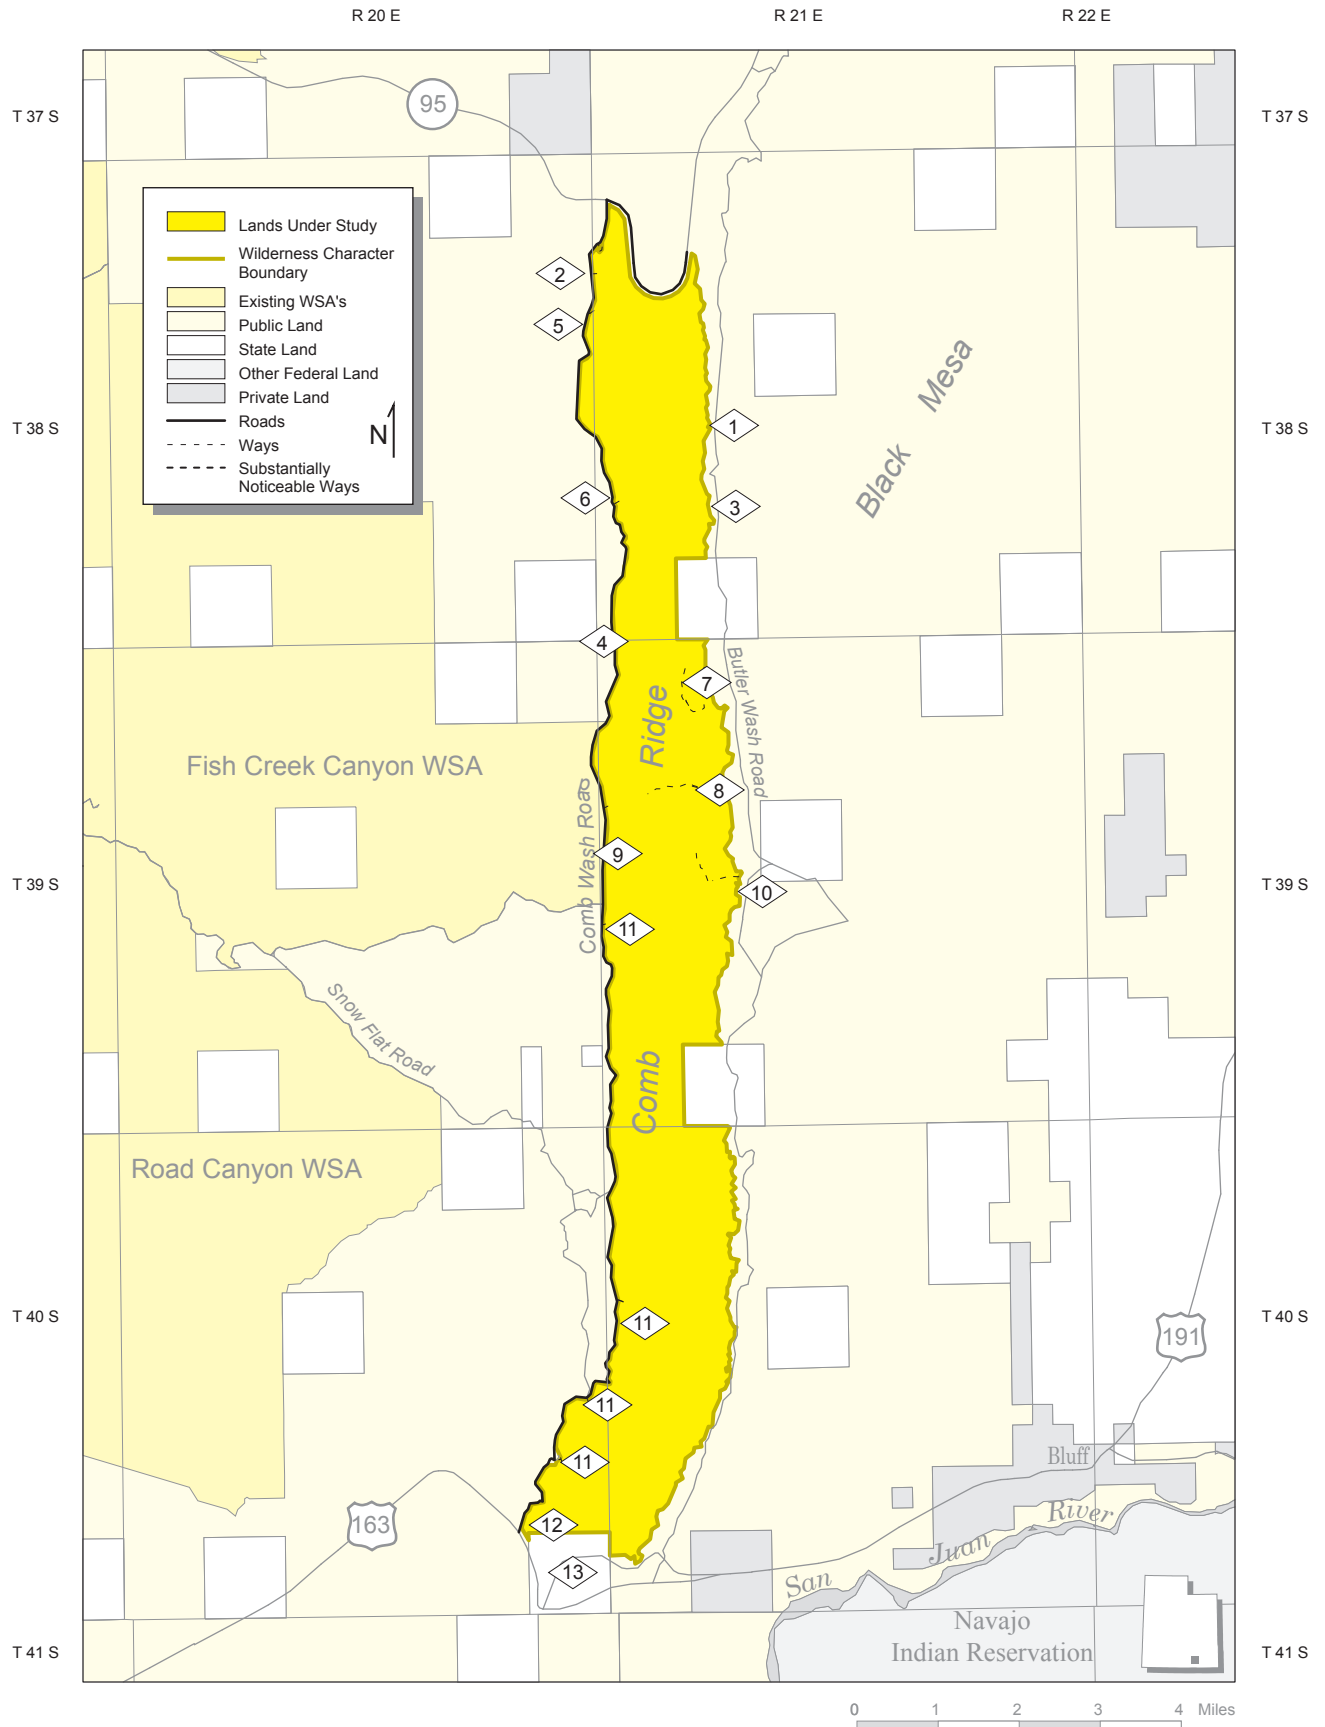 R 20 E
R 21 E
R 22 E
T 37 S
95
T 37 S
Lands Under Study
Wilderness Character
Boundary
Existing WSA's
Public Land
State Land
Other Federal Land
Private Land
Roads
Ways
Substantially
Noticeable Ways
N
2
5
Black Mesa
T 38 S
1
T 38 S
6
3
4
7
Butler Wash Road
Ridge
Fish Creek Canyon WSA
8
Comb Wash Road
9
T 39 S
10
T 39 S
11
Snow Flat Road
Comb
Road Canyon WSA
T 40 S
11
191
T 40 S
11
Bluff
11
163
12
San Juan River
13
Navajo
Indian Reservation
T 41 S
T 41 S
0 1 2 3 4 Miles